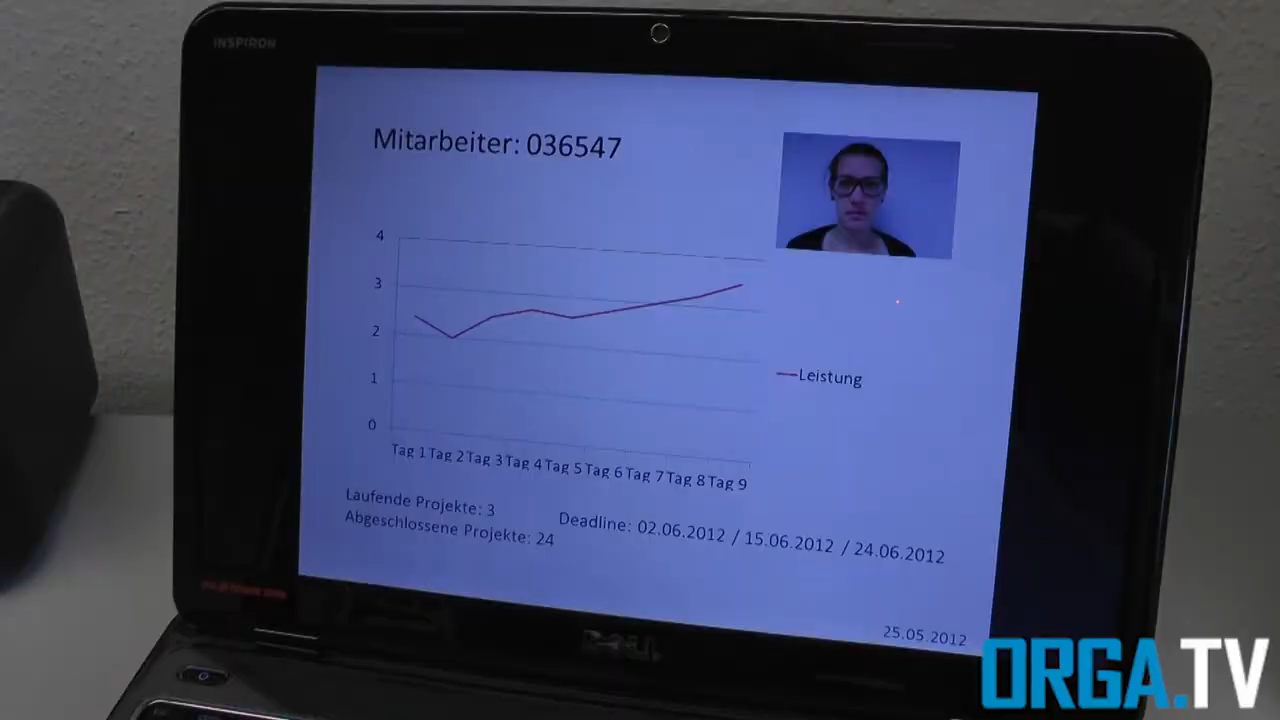 INSPIRON
Mitarbeiter: 036547
4
3
2
1
0
Leistung
Tag 1 Tag 2 Tag 3 Tag 4 Tag 5 Tag 6 Tag 7 Tag 8 Tag 9
Laufende Projekte: 3
Abgeschlossene Projekte: 24
Deadline: 02.06.2012 / 15.06.2012 / 24.06.2012
25.05.2012
DELL
ORGA.TV